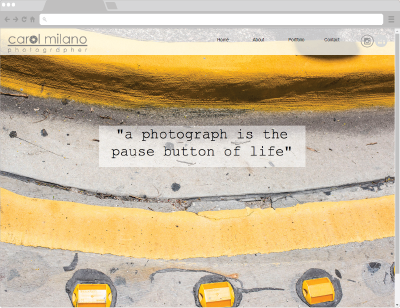 carol milano
photographer
Home About Portfolio Contact
"a photograph is the
pause button of life"